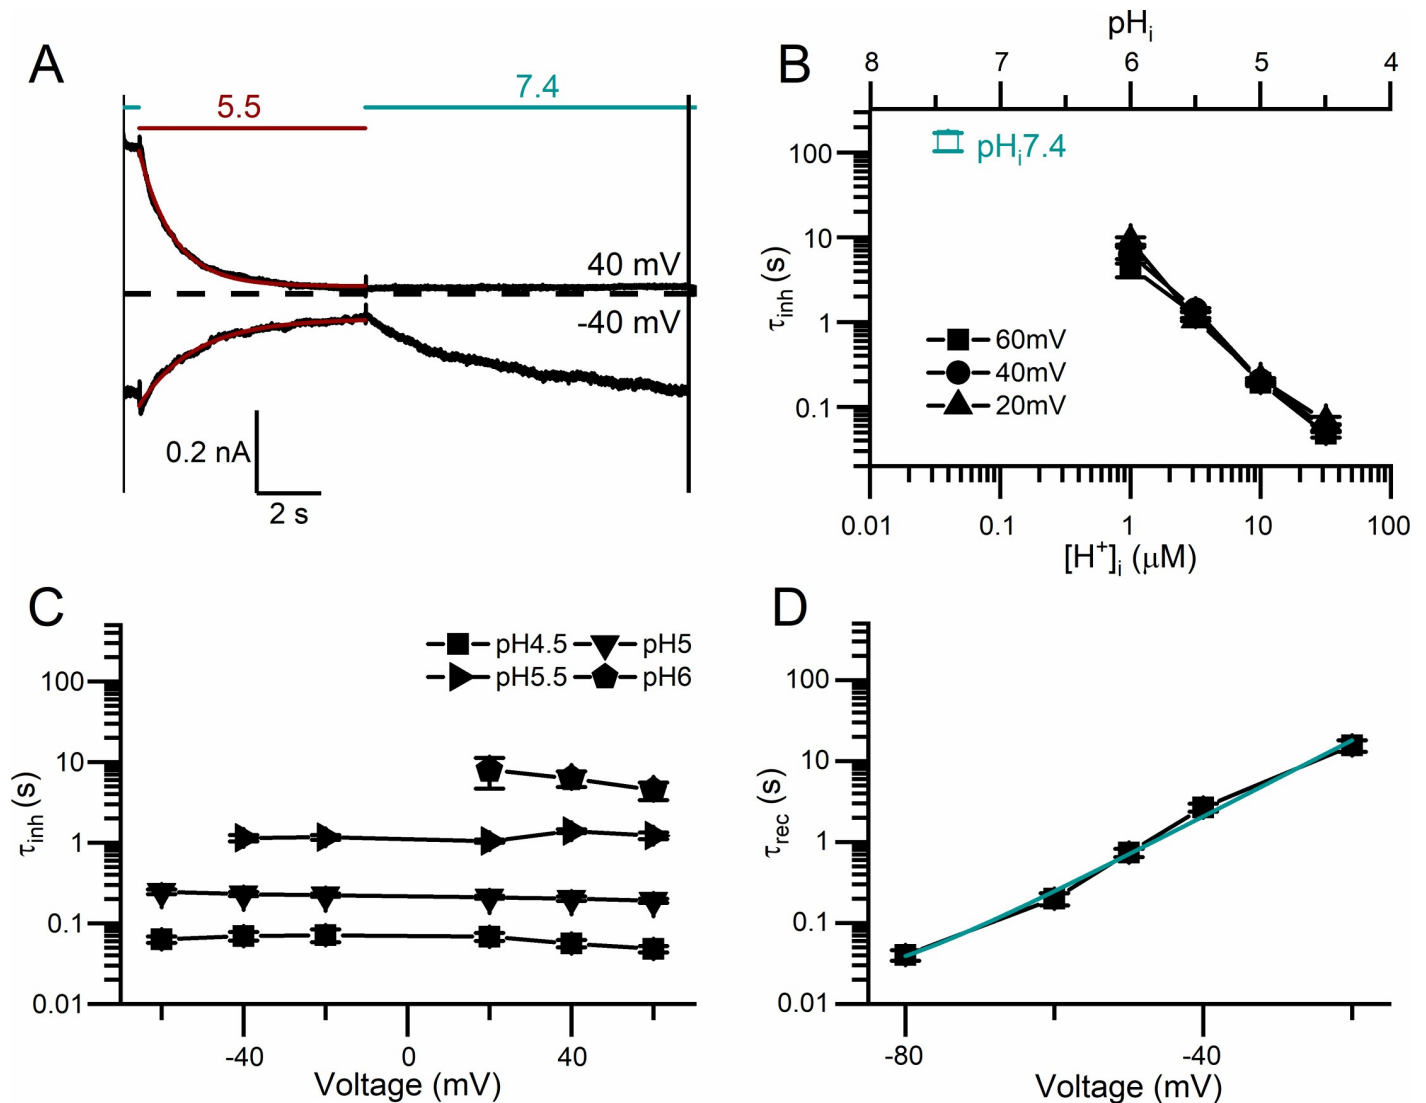 A
5.5
7.4
40 mV
-40 mV
0.2 nA
2 s
B
pHi
8 7 6 5 4
pHi7.4
100
10
1
0.1
τinh (s)
60mV
40mV
20mV
0.01 0.1 1 10 100
[H+]i (μM)
C
pH4.5 pH5
pH5.5 pH6
100
10
1
0.1
0.01
τinh (s)
-40 0 40
Voltage (mV)
D
100
10
1
0.1
0.01
τrec (s)
-80 -40
Voltage (mV)